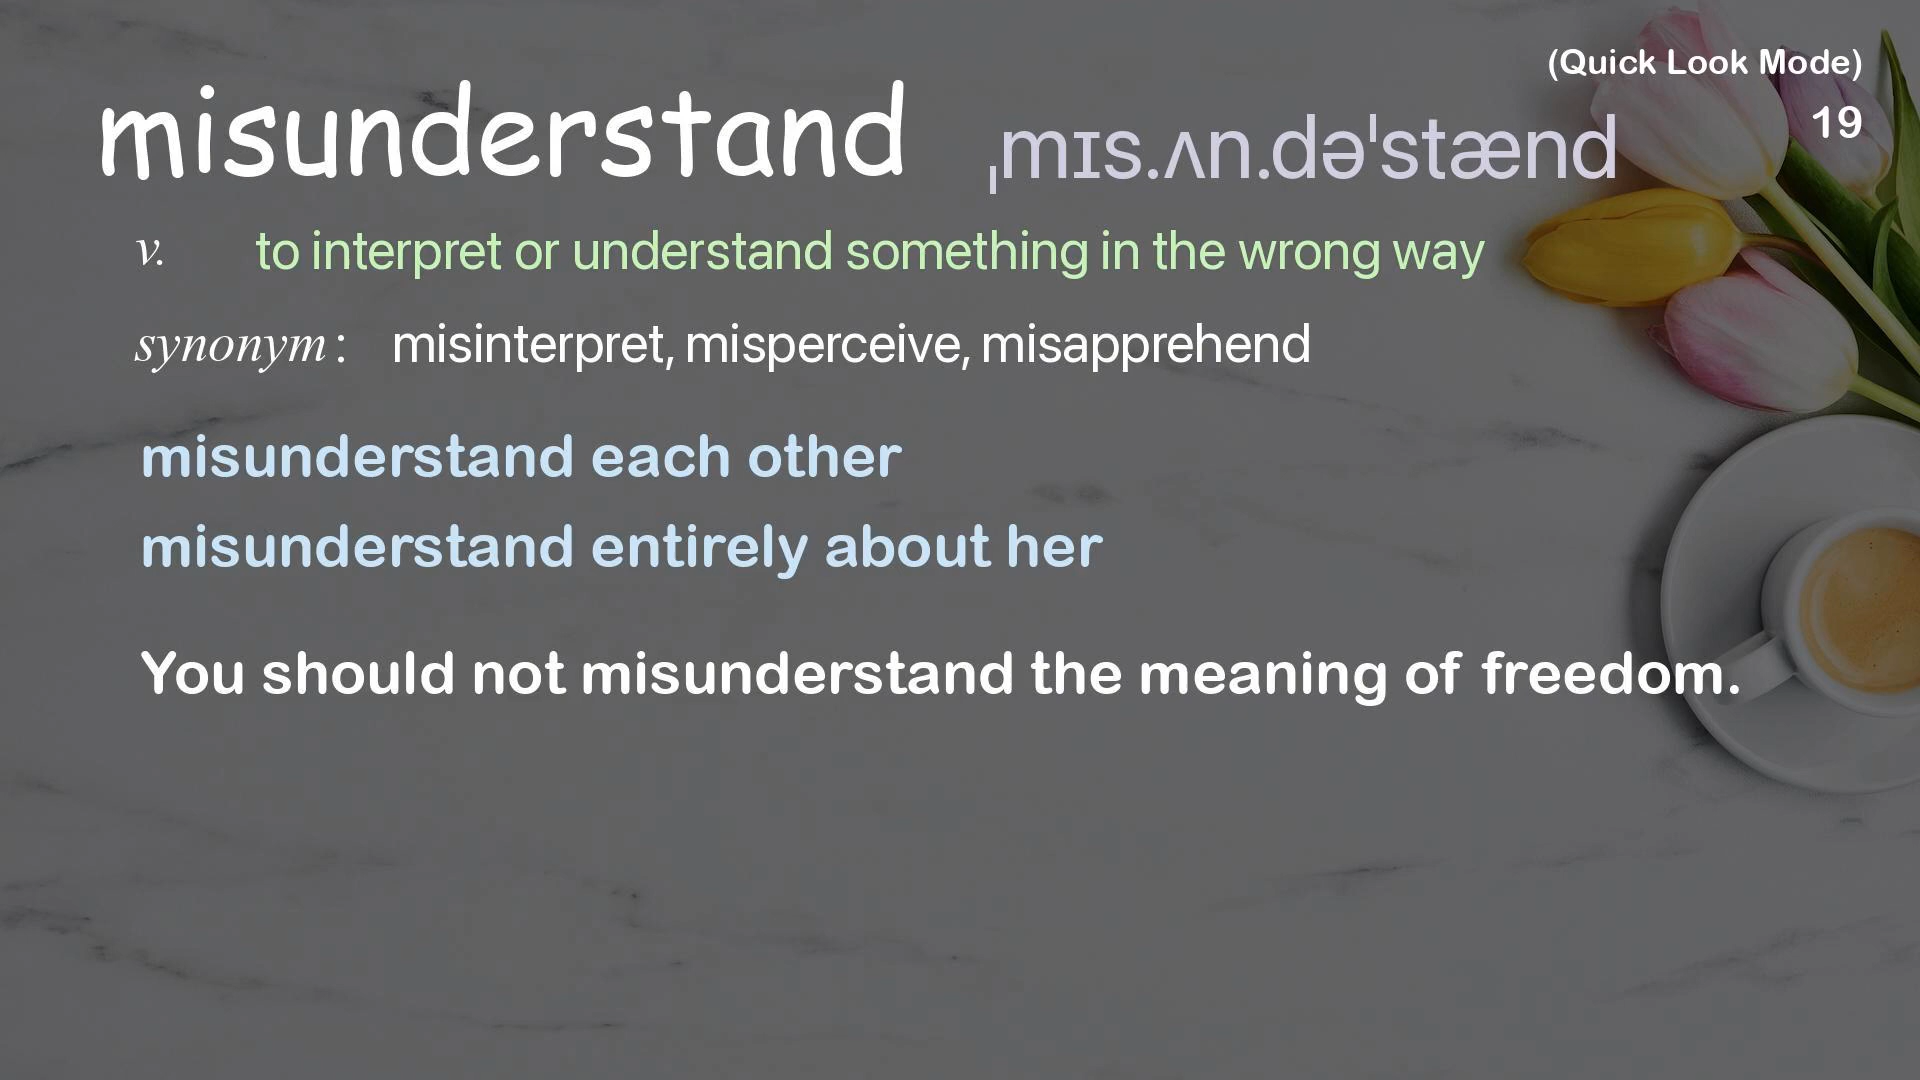 (Quick Look Mode)
19
misunderstand ˌmɪs.ʌn.dəˈstænd
v. to interpret or understand something in the wrong way
synonym : misinterpret, misperceive, misapprehend
misunderstand each other
misunderstand entirely about her
You should not misunderstand the meaning of freedom.